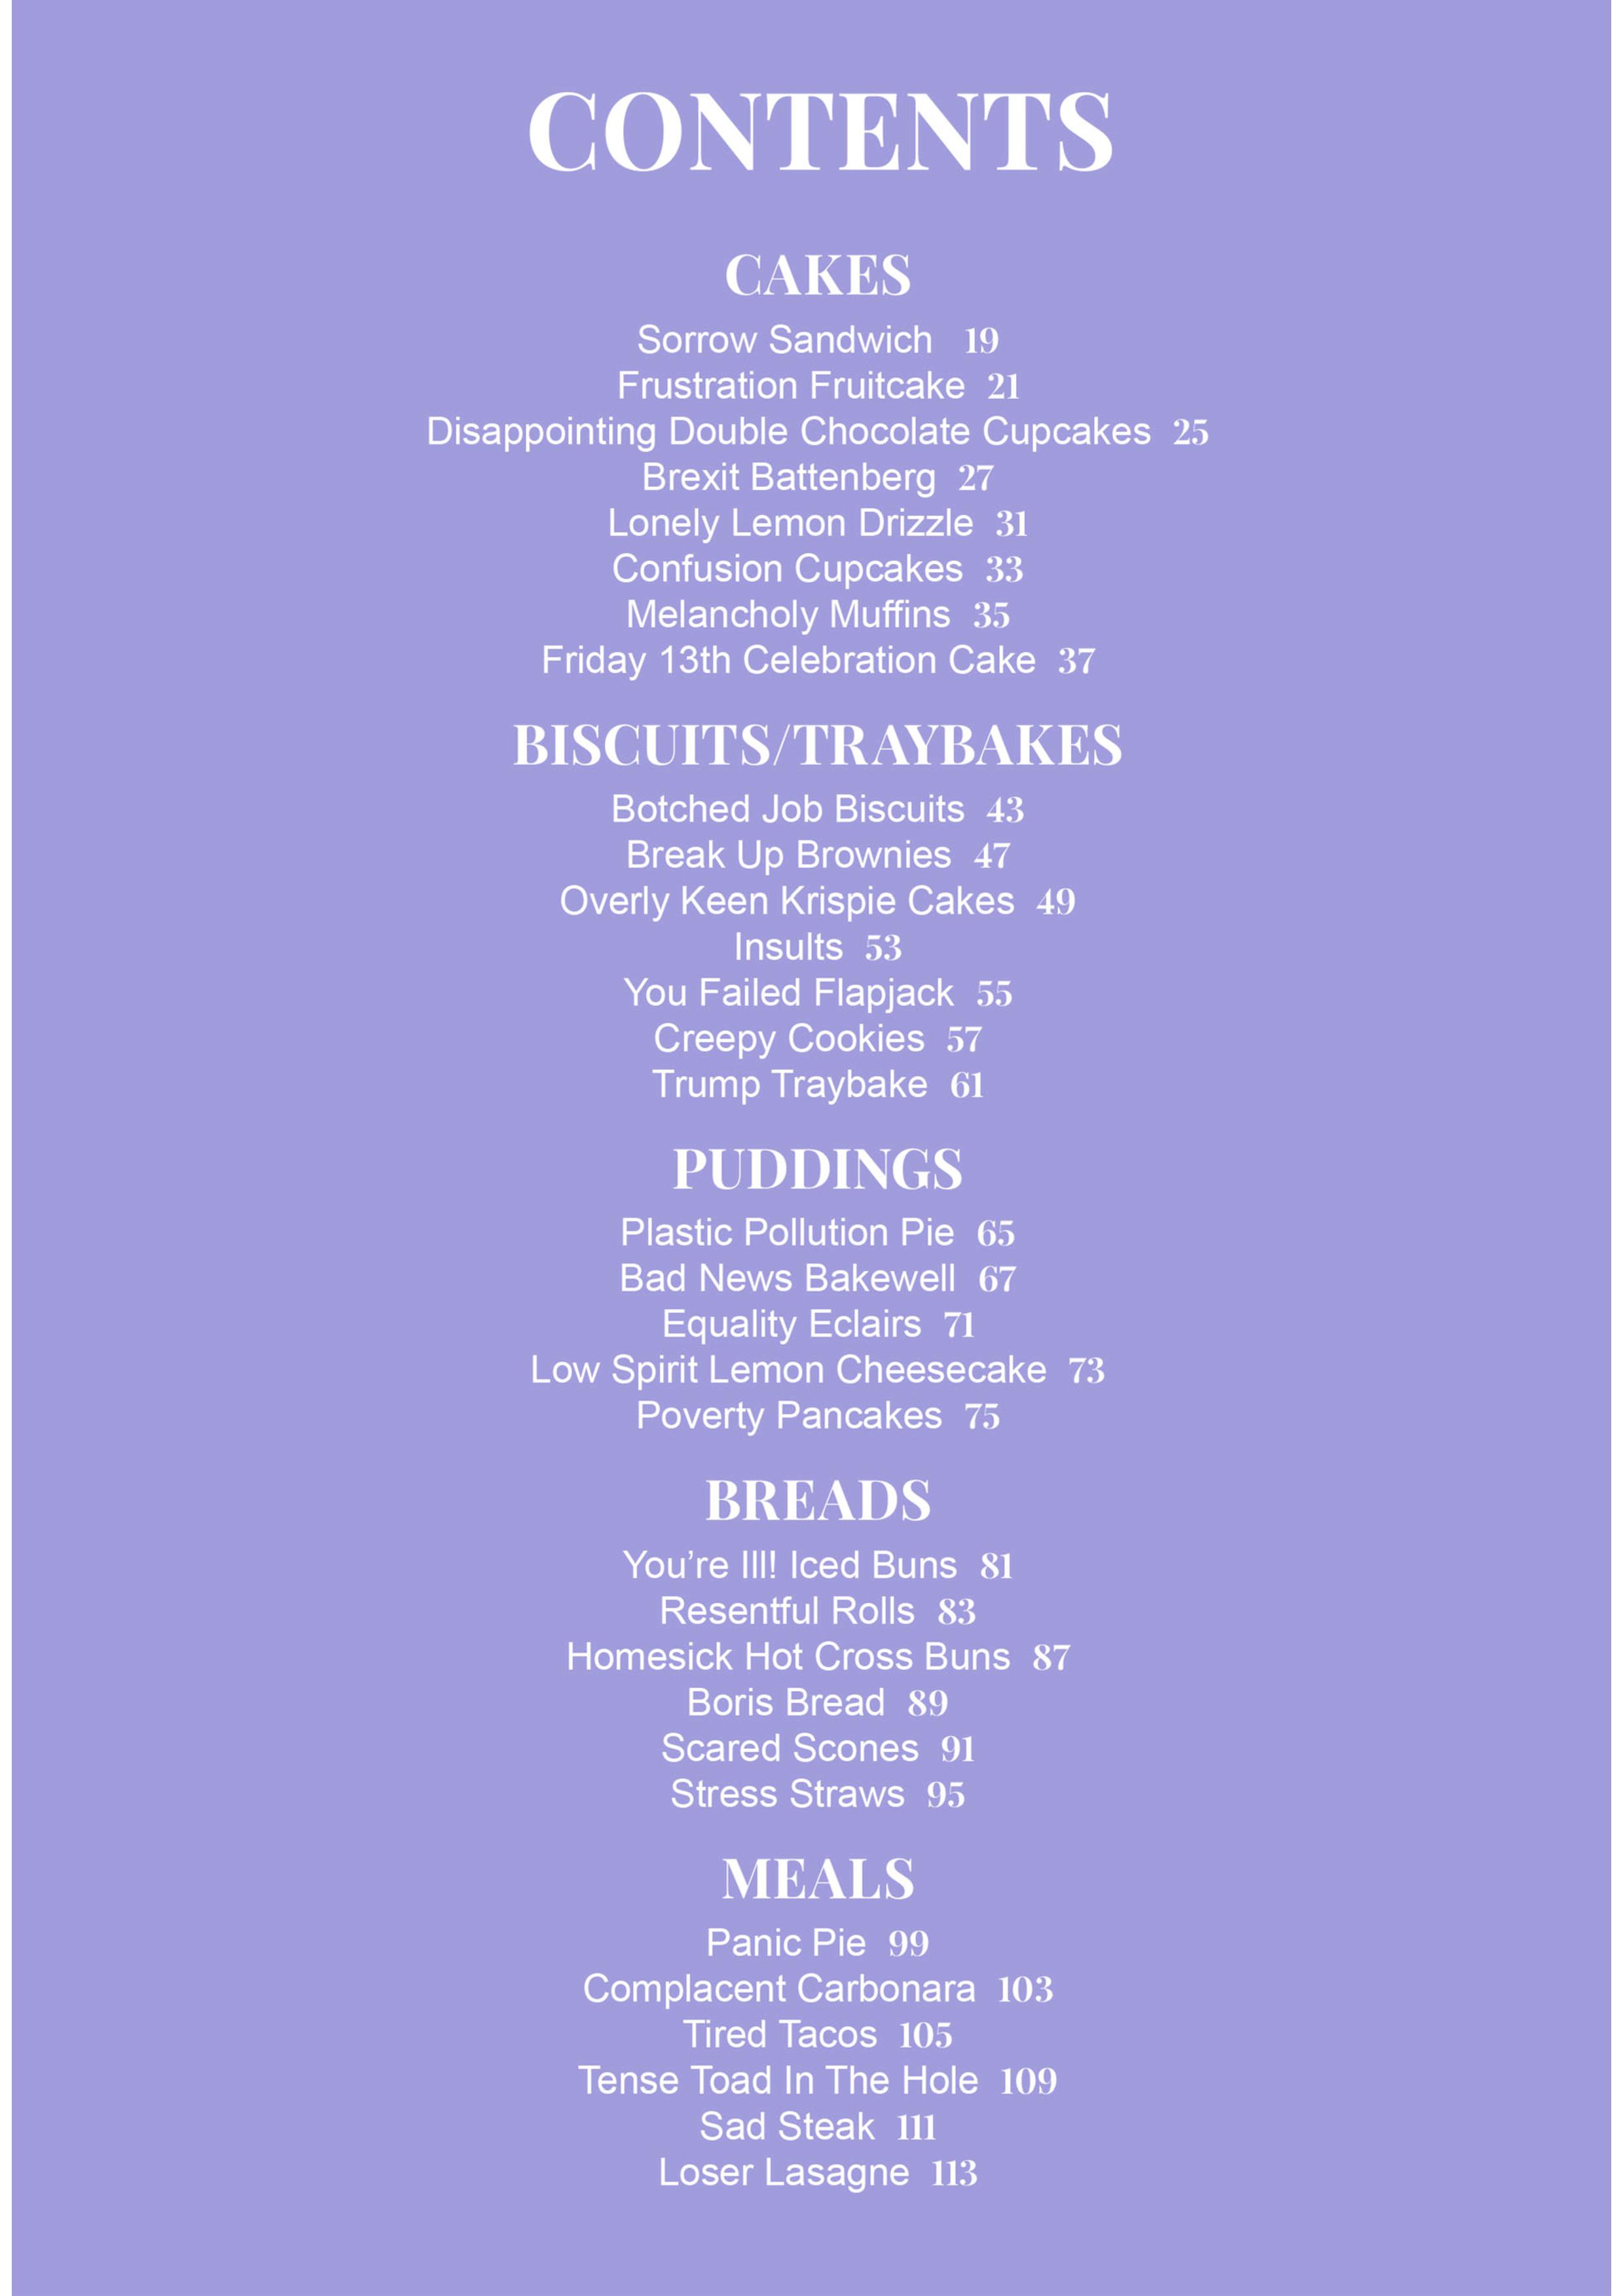 CONTENTS
CAKES
Sorrow Sandwich 19
Frustration Fruitcake 21
Disappointing Double Chocolate Cupcakes 25
Brexit Battenberg 27
Lonely Lemon Drizzle 31
Confusion Cupcakes 33
Melancholy Muffins 35
Friday 13th Celebration Cake 37
BISCUITS/TRAYBAKES
Botched Job Biscuits 43
Break Up Brownies 47
Overly Keen Krispie Cakes 49
Insults 53
You Failed Flapjack 55
Creepy Cookies 57
Trump Traybake 61
PUDDINGS
Plastic Pollution Pie 65
Bad News Bakewell 67
Equality Eclairs 71
Low Spirit Lemon Cheesecake 73
Poverty Pancakes 75
BREADS
You’re Ill! Iced Buns 81
Resentful Rolls 83
Homesick Hot Cross Buns 87
Boris Bread 89
Scared Scones 91
Stress Straws 95
MEALS
Panic Pie 99
Complacent Carbonara 103
Tired Tacos 105
Tense Toad In The Hole 109
Sad Steak 111
Loser Lasagne 113